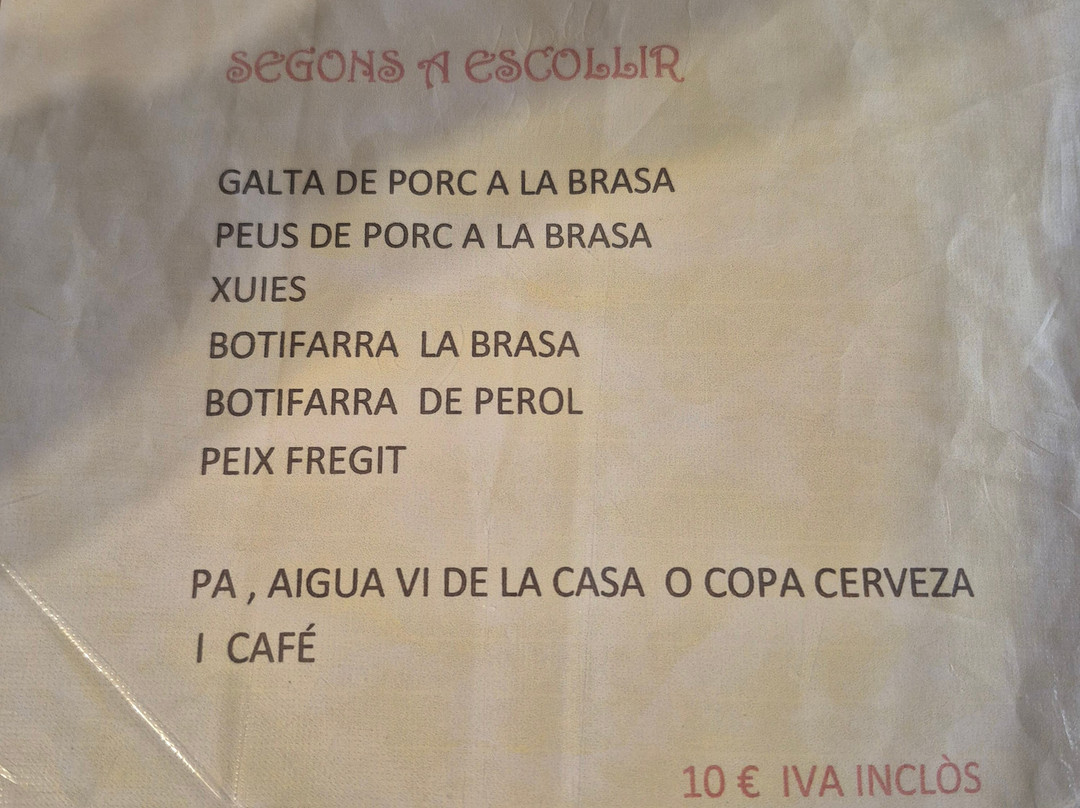 SEGONS A ESCOLLIR
GALTA DE PORC A LA BRASA
PEUS DE PORC A LA BRASA
XUIES
BOTIFARRA LA BRASA
BOTIFARRA DE PEROL
PEIX FREGIT
PA , AIGUA VI DE LA CASA O COPA CERVEZA
I CAFÉ
10 € IVA INCLÒS